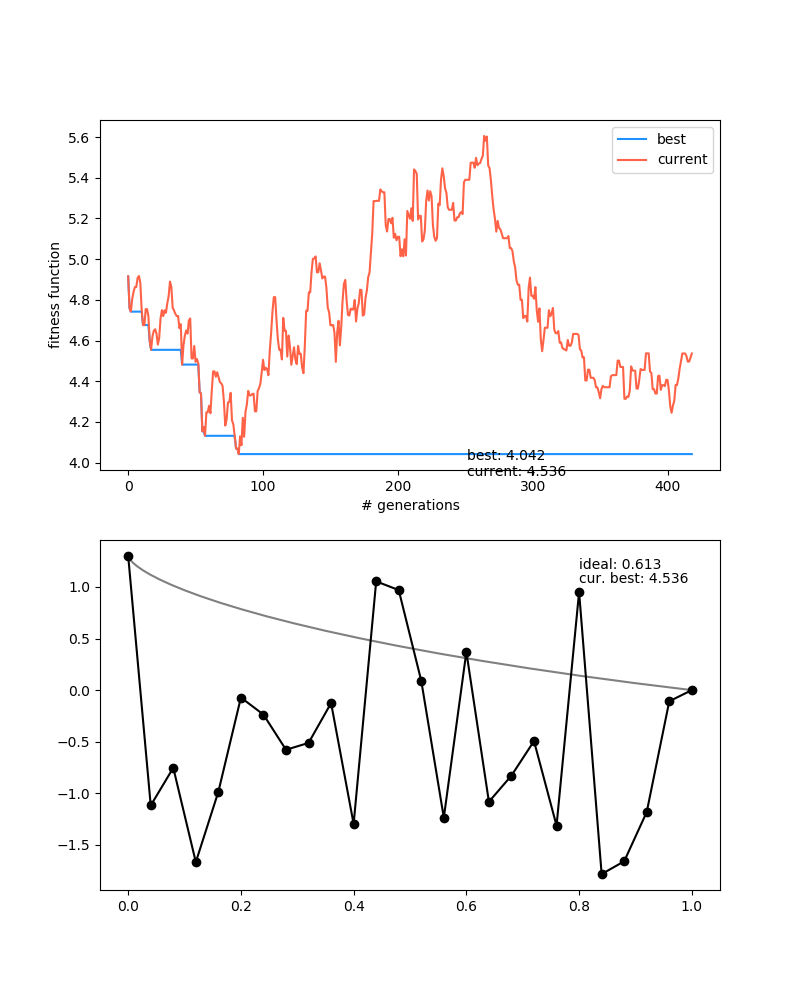 5.6
5.4
5.2
5.0
4.8
4.6
4.4
4.2
4.0
fitness function
best
current
best: 4.042
current: 4.536
0 100 200 300 400
# generations
1.0
0.5
0.0
−0.5
−1.0
−1.5
ideal: 0.613
cur. best: 4.536
0.0 0.2 0.4 0.6 0.8 1.0